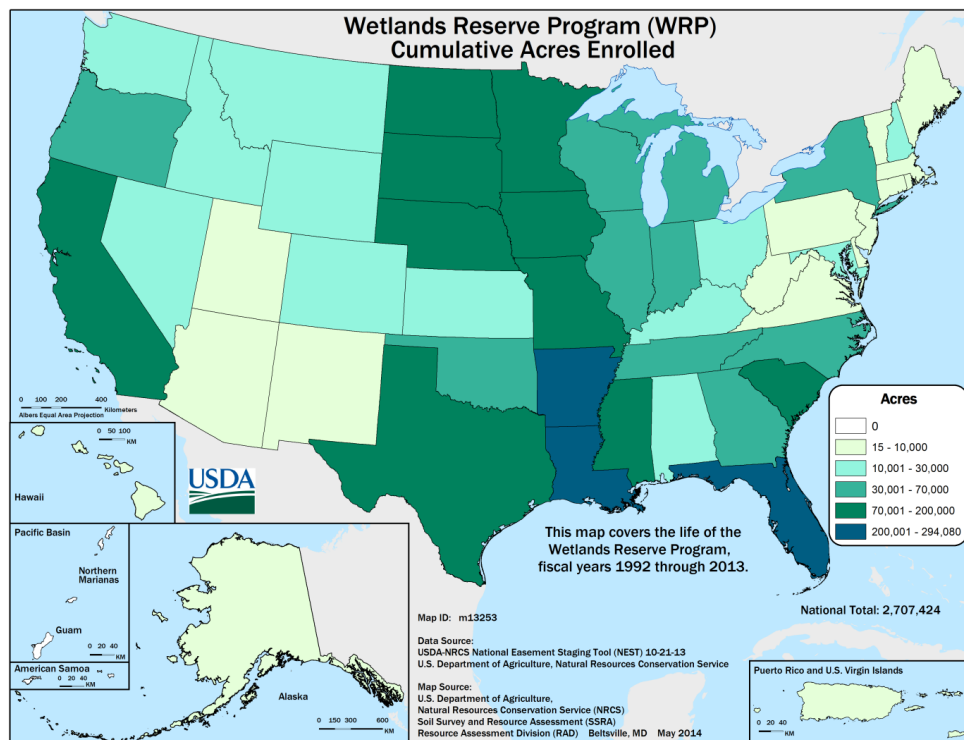 Wetlands Reserve Program (WRP)
Cumulative Acres Enrolled
0 100 200 400
Kilometers
Albers Equal Area Projection
0 50 100
KM
Hawaii
USDA
Pacific Basin
Northern
Marianas
Guam
0 20 40
KM
American Samoa
0 20 40
KM
Alaska
0 150 300 600
KM
This map covers the life of the
Wetlands Reserve Program,
fiscal years 1992 through 2013.
Acres
0
15 - 10,000
10,001 - 30,000
30,001 - 70,000
70,001 - 200,000
200,001 - 294,080
National Total: 2,707,424
Map ID: m13253
Data Source:
USDA-NRCS National Easement Staging Tool (NEST) 10-21-13
U.S. Department of Agriculture, Natural Resources Conservation Service
Map Source:
U.S. Department of Agriculture,
Natural Resources Conservation Service (NRCS)
Soil Survey and Resource Assessment (SSRA)
Resource Assessment Division (RAD) Beltsville, MD May 2014
Puerto Rico and U.S. Virgin Islands
0 20 40
KM